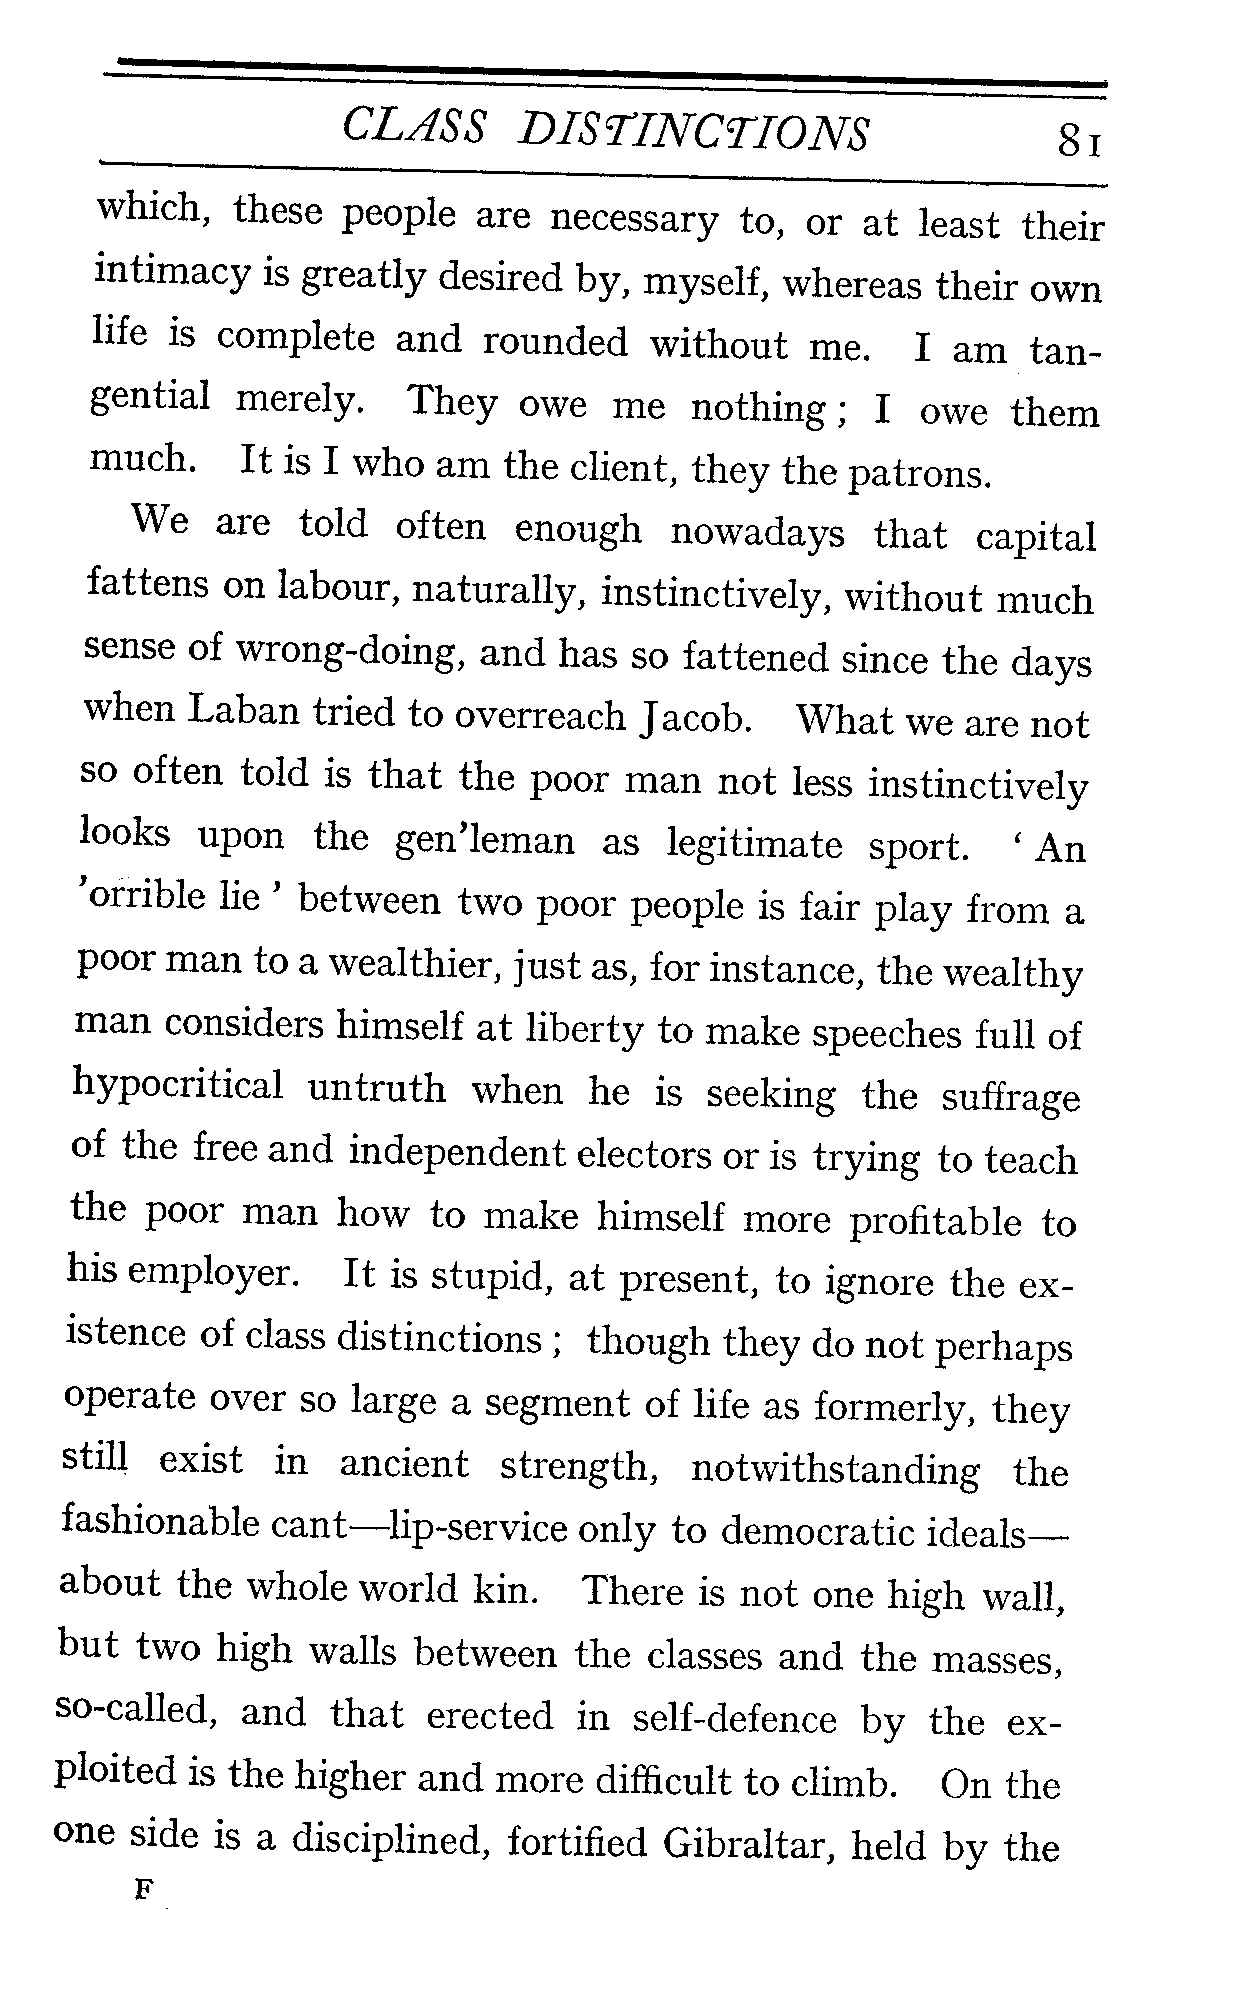 CLASS DISTINCTIONS 81
which, these people are necessary to, or at least their
intimacy is greatly desired by, myself, whereas their own
life is complete and rounded without me. I am tan-
gential merely. They owe me nothing ; I owe them
much. It is I who am the client, they the patrons.
We are told often enough nowadays that capital
fattens on labour, naturally, instinctively, without much
sense of wrong-doing, and has so fattened since the days
when Laban tried to overreach Jacob. What we are not
so often told is that the poor man not less instinctively
looks upon the gen'leman as legitimate sport. ‘ An
'orrible lie ’ between two poor people is fair play from a
poor man to a wealthier, just as, for instance, the wealthy
man considers himself at liberty to make speeches full of
hypocritical untruth when he is seeking the suffrage
of the free and independent electors or is trying to teach
the poor man how to make himself more profitable to
his employer. It is stupid, at present, to ignore the ex-
istence of class distinctions ; though they do not perhaps
operate over so large a segment of life as formerly, they
still exist in ancient strength, notwithstanding the
fashionable cant—lip-service only to democratic ideals—
about the whole world kin. There is not one high wall,
but two high walls between the classes and the masses,
so-called, and that erected in self-defence by the ex-
ploited is the higher and more difficult to climb. On the
one side is a disciplined, fortified Gibraltar, held by the
F